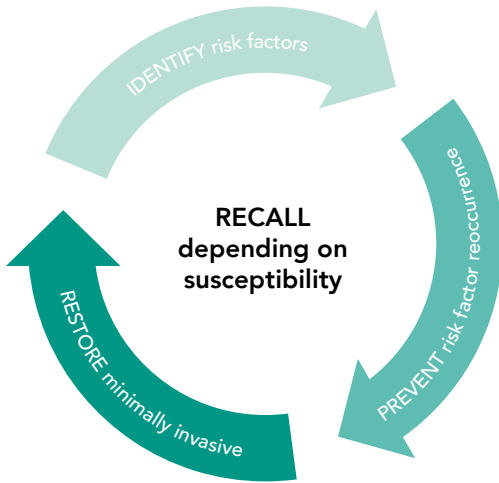 IDENTIFY risk factors
PREVENT risk factor reoccurrence
RESTORE minimally invasive
RECALL
depending on
susceptibility